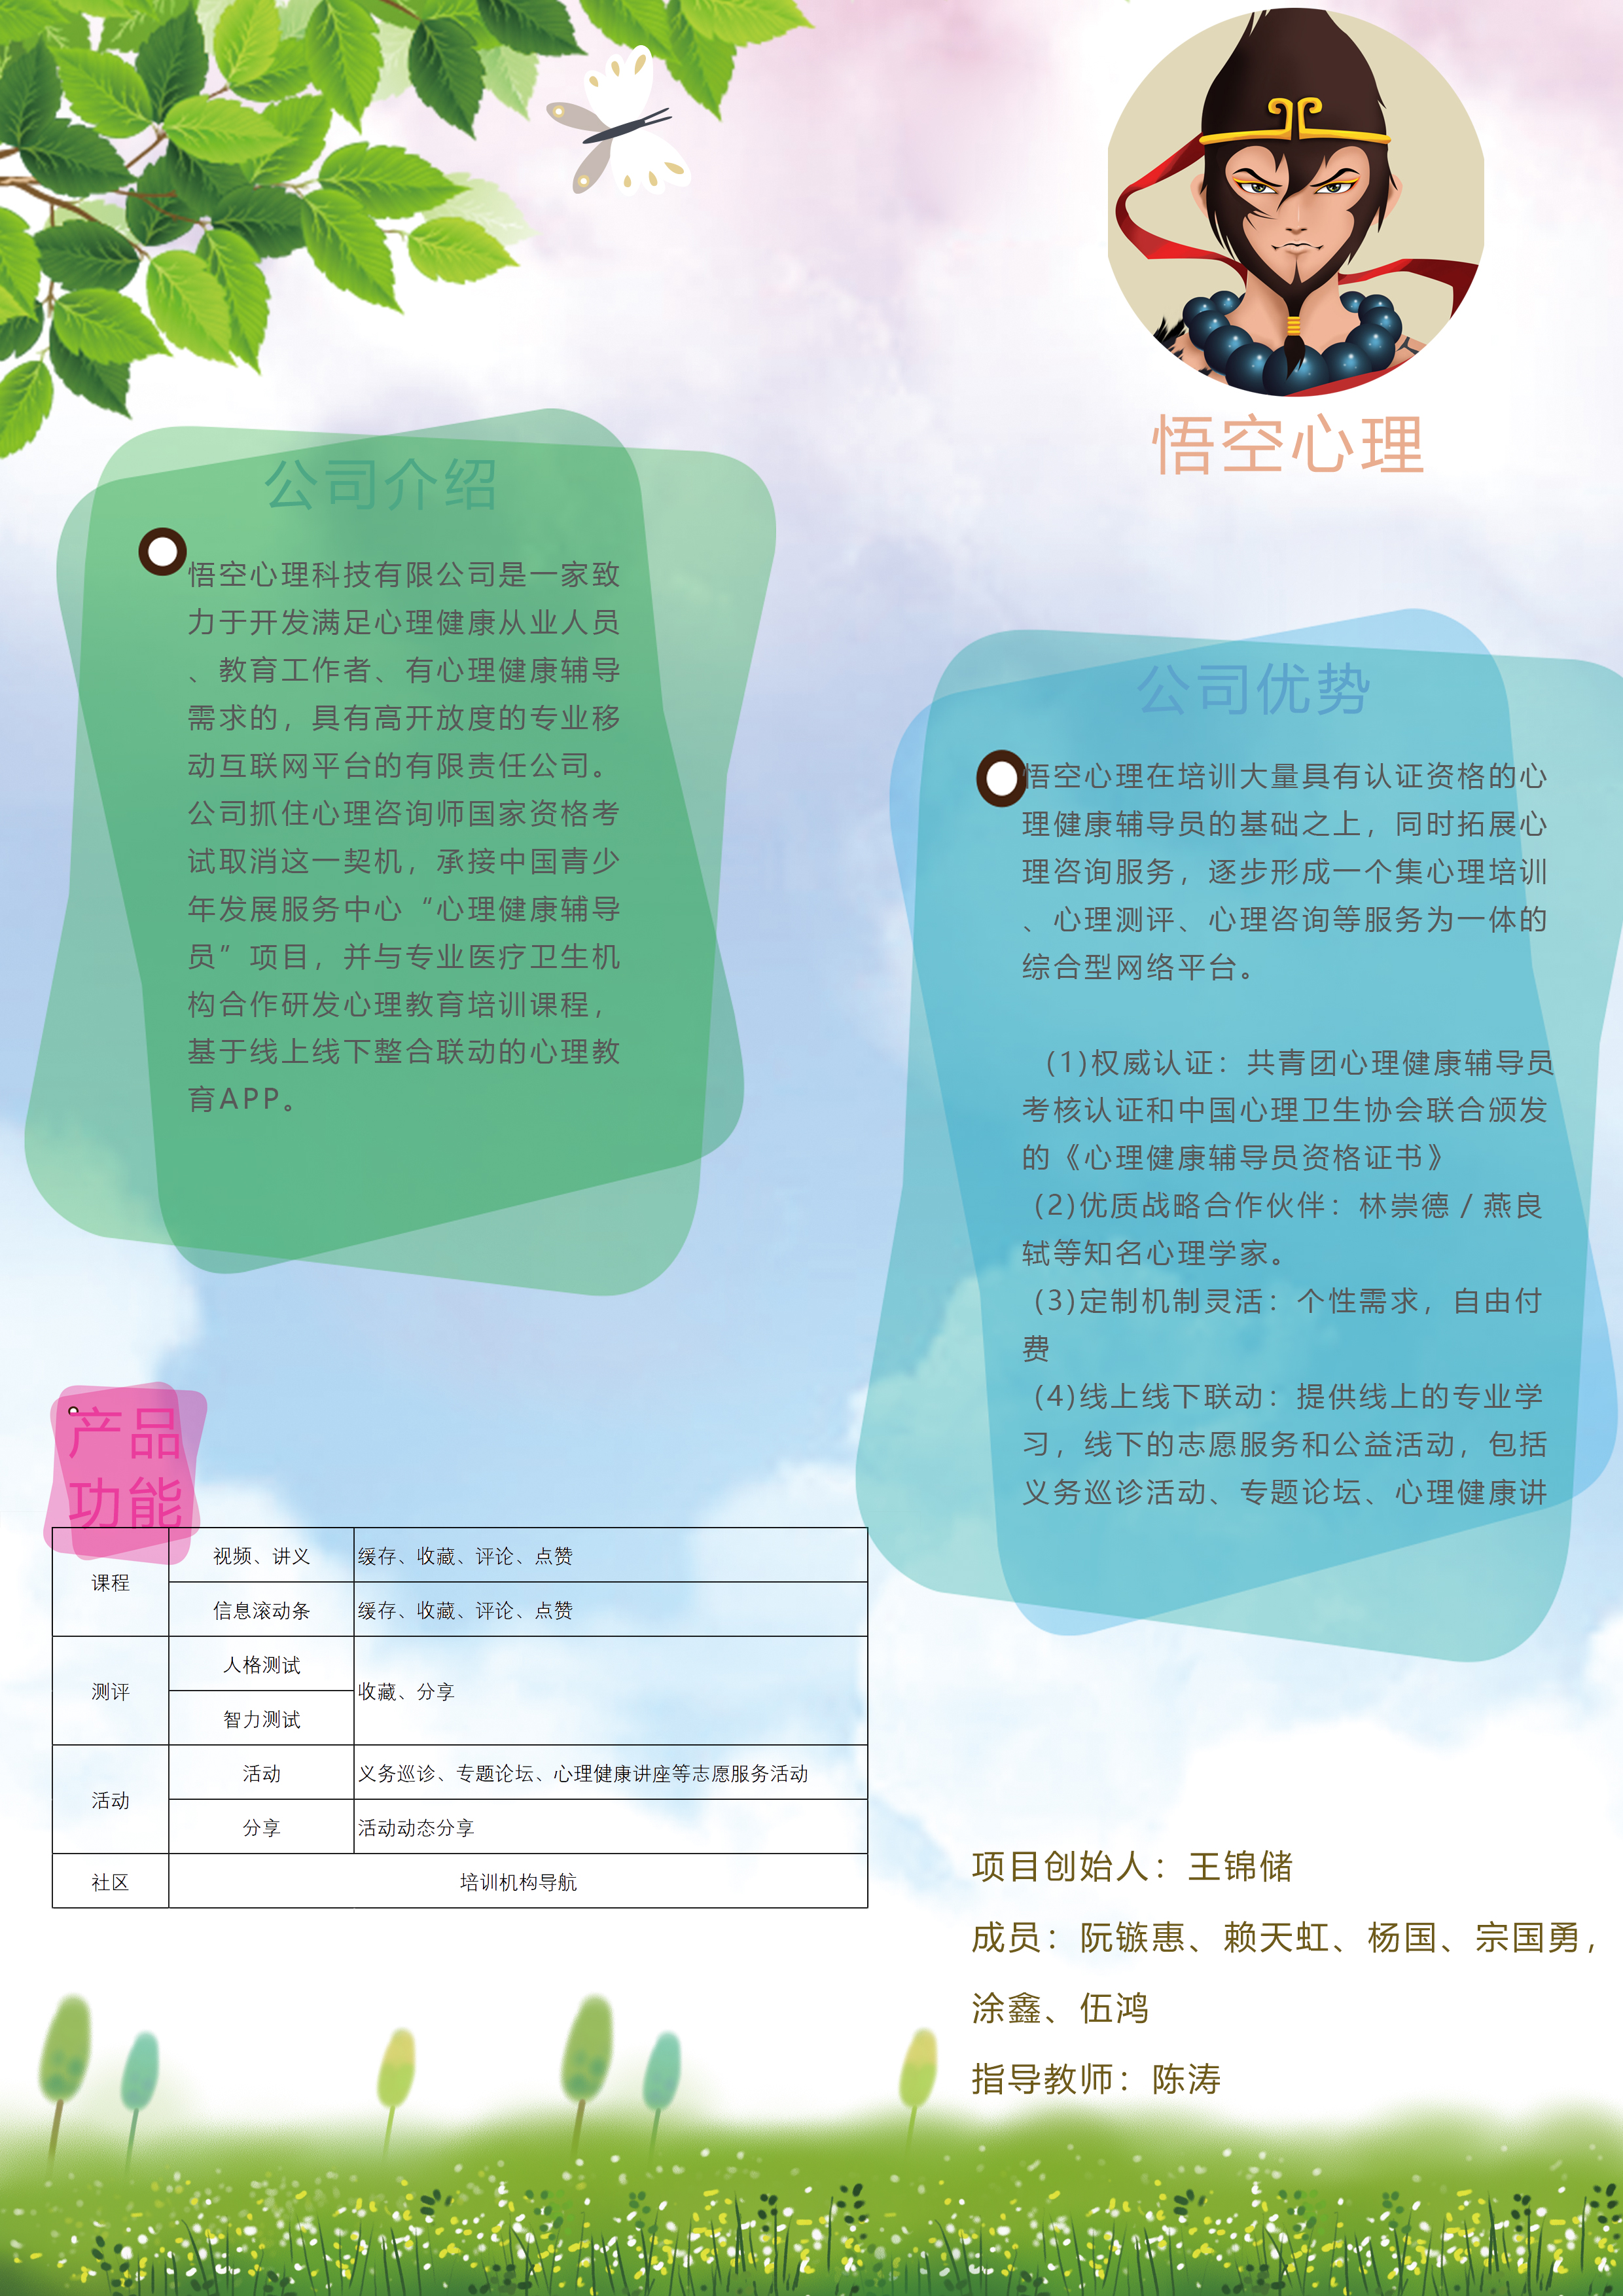 悟空心理
公司介绍
悟空心理科技有限公司是一家致
力于开发满足心理健康从业人员
、教育工作者、有心理健康辅导
需求的，具有高开放度的专业移
动互联网平台的有限责任公司。
公司抓住心理咨询师国家资格考
试取消这一契机，承接中国青少
年发展服务中心“心理健康辅导
员”项目，并与专业医疗卫生机
构合作研发心理教育培训课程，
基于线上线下整合联动的心理教
育APP。
公司优势
悟空心理在培训大量具有认证资格的心
理健康辅导员的基础之上，同时拓展心
理咨询服务，逐步形成一个集心理培训
、心理测评、心理咨询等服务为一体的
综合型网络平台。
(1)权威认证：共青团心理健康辅导员
考核认证和中国心理卫生协会联合颁发
的《心理健康辅导员资格证书》
(2)优质战略合作伙伴：林崇德/燕良
轼等知名心理学家。
(3)定制机制灵活：个性需求，自由付
费
(4)线上线下联动：提供线上的专业学
习，线下的志愿服务和公益活动，包括
义务巡诊活动、专题论坛、心理健康讲
产品
功能
课程 视频、讲义 缓存、收藏、评论、点赞
信息滚动条 缓存、收藏、评论、点赞
测评 人格测试 收藏、分享
智力测试
活动 活动 义务巡诊、专题论坛、心理健康讲座等志愿服务活动
分享 活动动态分享
社区 培训机构导航
项目创始人：王锦储
成员：阮镞惠、赖天虹、杨国、宗国勇，
涂鑫、伍鸿
指导教师：陈涛